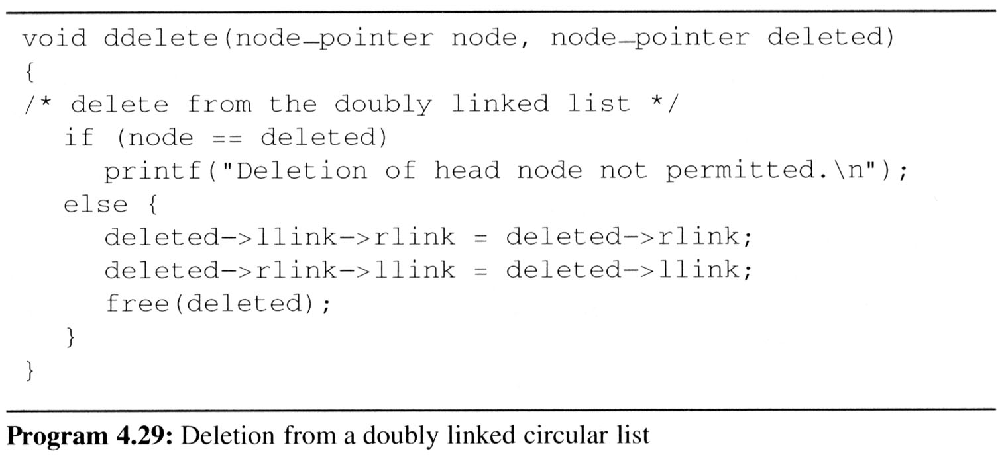 void ddelete(node_pointer node, node_pointer deleted)
{
/* delete from the doubly linked list */
if (node == deleted)
printf("Deletion of head node not permitted.\n");
else {
deleted->llink->rlink = deleted->rlink;
deleted->rlink->llink = deleted->llink;
free(deleted);
}
}
Program 4.29: Deletion from a doubly linked circular list